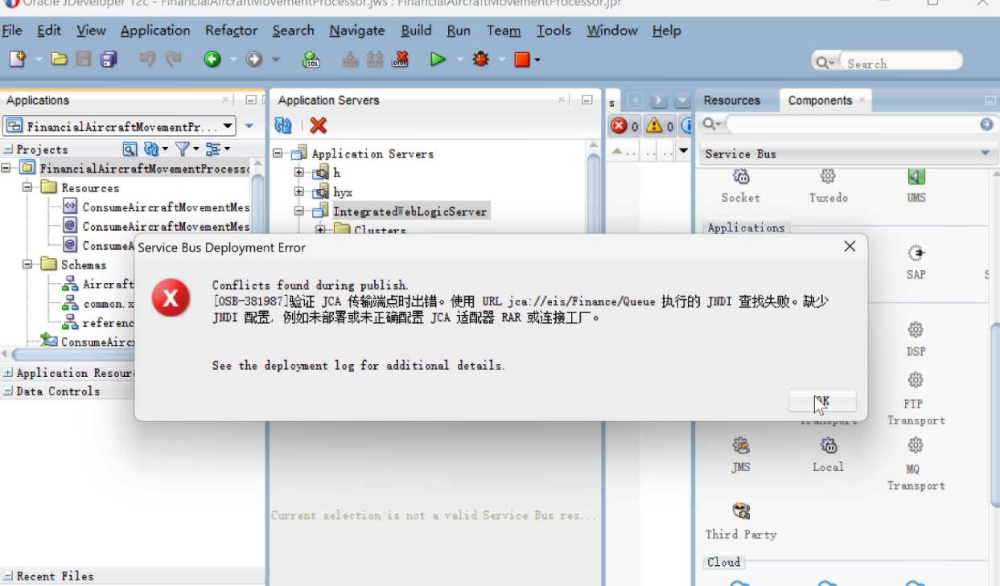 Oracle JDeveloper 12c - FinancialAircraftMovementProcessor.jws : FinancialAircraftMovementProcessor.jpr
File Edit View Application Refactor Search Navigate Build Run Team Tools Window Help
Search
Applications
Application Servers
s
Resources
Components
FinancialAircraftMovementPr...
0
0
Projects
Application Servers
Service Bus
FinancialAircraftMovementProcesso
h
Resources
hyx
Socket
Tuxedo
UMS
ConsumeAircraftMovementMes
IntegratedWebLogicServer
ConsumeAircraftMovementMes
Clusters
Applications
ConsumeA
Service Bus Deployment Error
Schemas
SAP
S
Aircraft
Conflicts found during publish.
common.x
[OSB-381987]验证 JCA 传输端点时出错。使用 URL jca://eis/Finance/Queue 执行的 JNDI 查找失败。缺少
referenc
JNDI 配置, 例如未部署或未正确配置 JCA 适配器 RAR 或连接工厂。
ConsumeAircr
DSP
Application Resour
See the deployment log for additional details.
Data Controls
OK
FTP
Transport
Transport
JMS
Local
MQ
Transport
Current selection is not a valid Service Bus res...
Third Party
Cloud
Recent Files